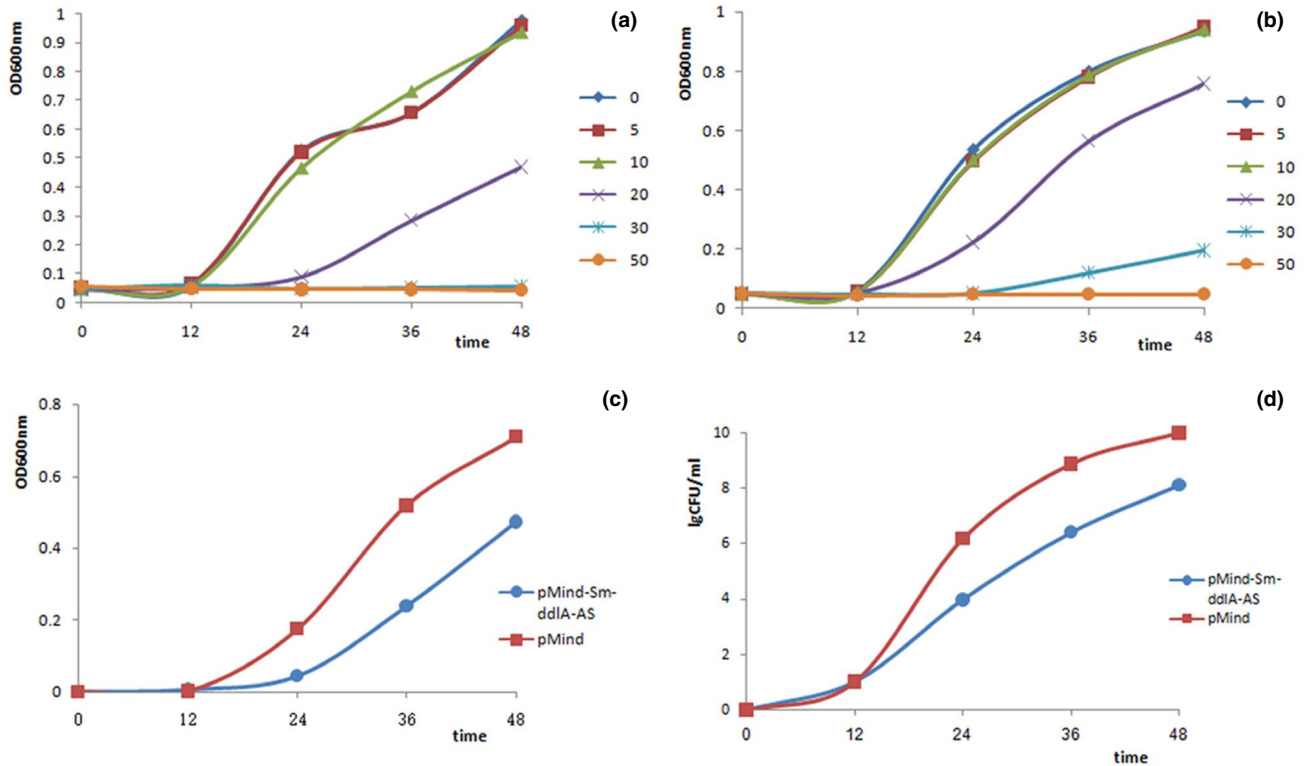 (a)
OD600nm
1
0.9
0.8
0.7
0.6
0.5
0.4
0.3
0.2
0.1
0
0 12 24 36 48
time
0
5
10
20
30
50
(b)
OD600nm
1
0.8
0.6
0.4
0.2
0
0 12 24 36 48
time
0
5
10
20
30
50
(c)
OD600nm
0.8
0.6
0.4
0.2
0
0 12 24 36 48
time
pMind-Sm-
ddlA-AS
pMind
(d)
lgCFU/ml
10
8
6
4
2
0
0 12 24 36 48
time
pMind-Sm-
ddlA-AS
pMind